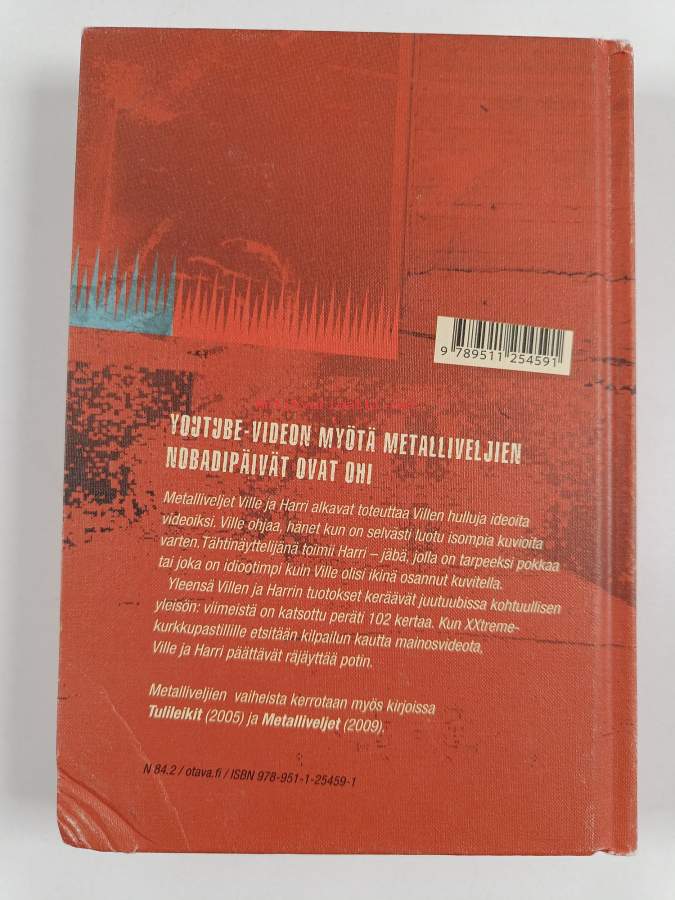 9 789511 254591
YOUTUBE-VIDEON MYÖTÄ METALLIVELJIEN
NOBADIPÄIVÄT OVAT OHI
Metalliveljet Ville ja Harri alkavat toteuttaa Villen hulluja ideoita
videoiksi. Ville ohjaa, hänet kun on selvasti luotu isompia kuvioita
varten. Tähtinäyttelijänä toimii Harri – jäbä, jolla on tarpeeksi pokkaa
tai joka on idiootimpi kuin Ville olisi ikinä osannut kuvitella.
Yleensä Villen ja Harrin tuotokset keräävät juutuubissa kohtuullisen
yleisön: viimeistä on katsottu peräti 102 kertaa. Kun XXtreme-
kurkkupastillille etsitään kilpailun kautta mainosvideota,
Ville ja Harri päättävät räjäyttää potin.
Metalliveljien vaiheista kerrotaan myös kirjoissa
Tulileikit (2005) ja Metalliveljet (2009).
N 84.2 / otava.fi / ISBN 978-951-1-25459-1